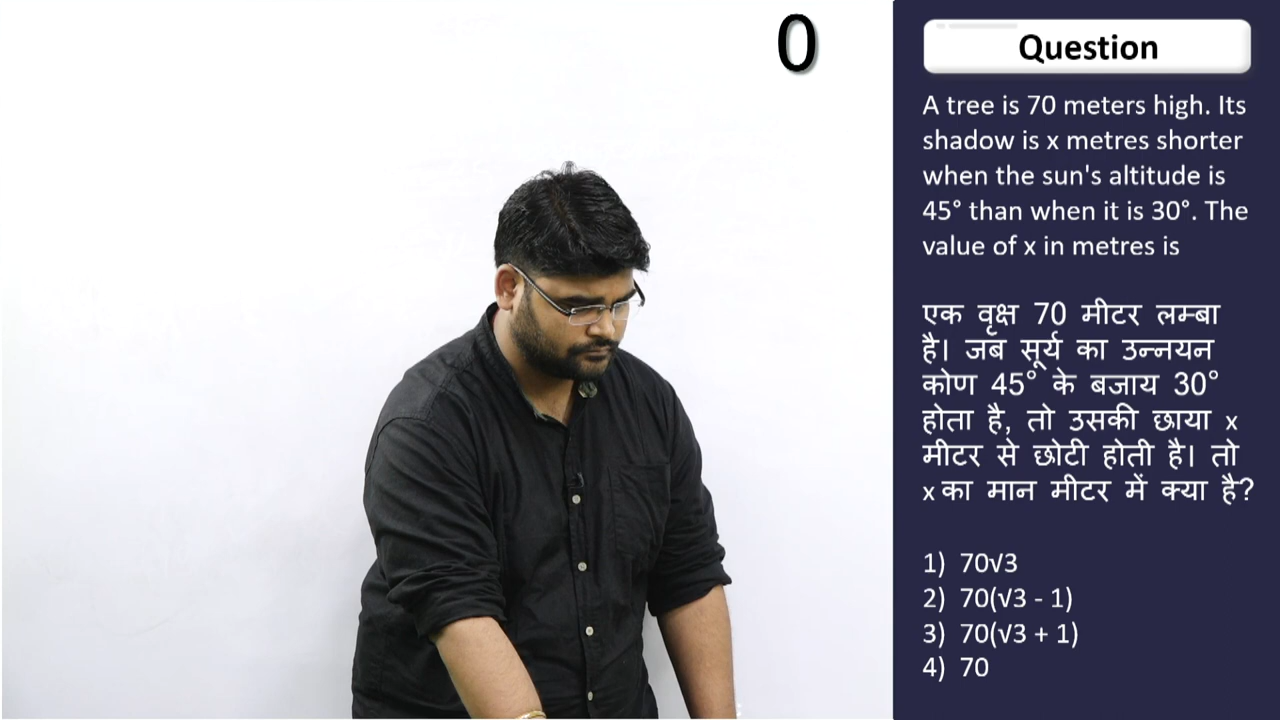 0
Question
A tree is 70 meters high. Its
shadow is x metres shorter
when the sun's altitude is
45° than when it is 30°. The
value of x in metres is
एक वृक्ष 70 मीटर लम्बा
है। जब सूर्य का उन्नयन
कोण 45° के बजाय 30°
होता है, तो उसकी छाया x
मीटर से छोटी होती है। तो
x का मान मीटर में क्या है?
1) 70√3
2) 70(√3 - 1)
3) 70(√3 + 1)
4) 70